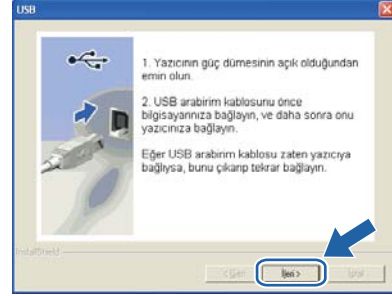 USB
1. Yazıcının güç dümesinin açık olduğundan
emin olun.
2. USB arabirim kablosunu önce
bilgisayarınıza bağlayın, ve daha sonra onu
yazıcınıza bağlayın.
Eğer USB arabirim kablosu zaten yazıcıya
bağlıysa, bunu çıkarıp tekrar bağlayın.
InstallShield
< Geri
İleri >
İptal